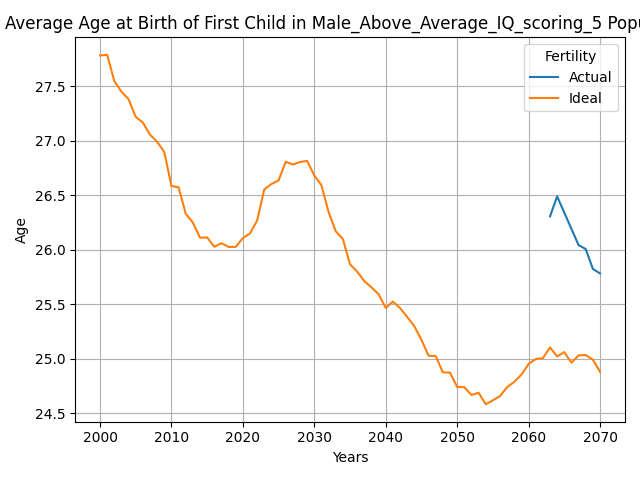 Average Age at Birth of First Child in Male_Above_Average_IQ_scoring_5 Popu
Fertility
Actual
Ideal
27.5
27.0
26.5
26.0
25.5
25.0
24.5
Age
2000 2010 2020 2030 2040 2050 2060 2070
Years